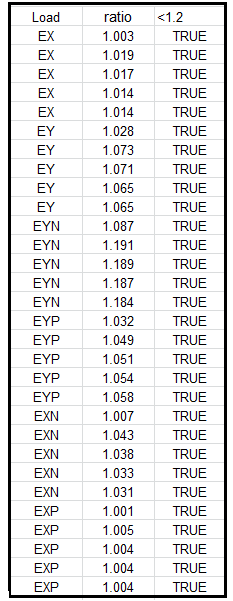 Load ratio <1.2
EX 1.003 TRUE
EX 1.019 TRUE
EX 1.017 TRUE
EX 1.014 TRUE
EX 1.014 TRUE
EY 1.028 TRUE
EY 1.073 TRUE
EY 1.071 TRUE
EY 1.065 TRUE
EY 1.065 TRUE
EYN 1.087 TRUE
EYN 1.191 TRUE
EYN 1.189 TRUE
EYN 1.187 TRUE
EYN 1.184 TRUE
EYP 1.032 TRUE
EYP 1.049 TRUE
EYP 1.051 TRUE
EYP 1.054 TRUE
EYP 1.058 TRUE
EXN 1.007 TRUE
EXN 1.043 TRUE
EXN 1.038 TRUE
EXN 1.033 TRUE
EXN 1.031 TRUE
EXP 1.001 TRUE
EXP 1.005 TRUE
EXP 1.004 TRUE
EXP 1.004 TRUE
EXP 1.004 TRUE